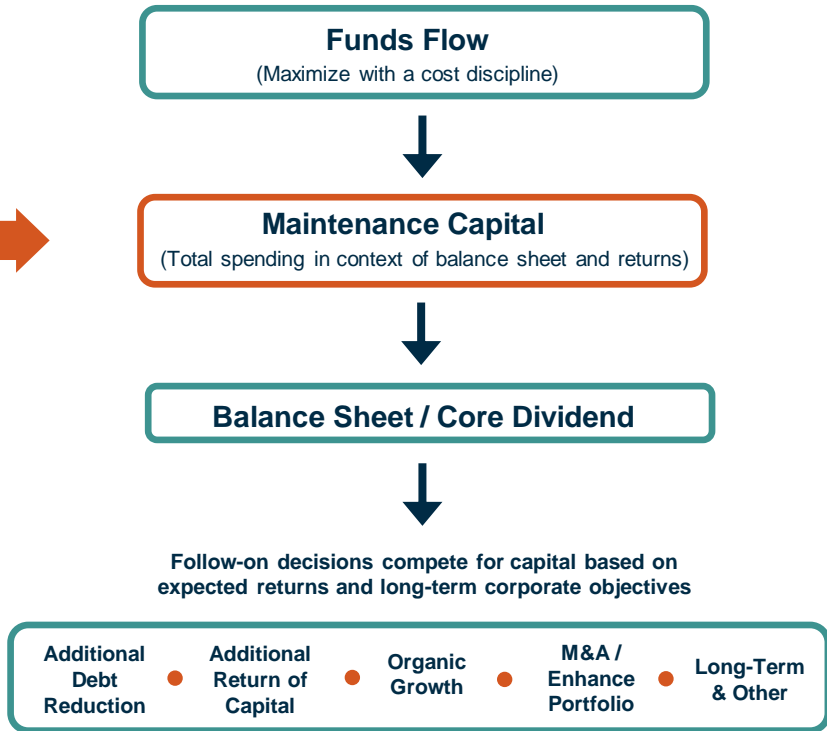 Funds Flow
(Maximize with a cost discipline)
Maintenance Capital
(Total spending in context of balance sheet and returns)
Balance Sheet / Core Dividend
Follow-on decisions compete for capital based on
expected returns and long-term corporate objectives
Additional
Debt
Reduction
Additional
Return of
Capital
Organic
Growth
M&A /
Enhance
Portfolio
Long-Term
& Other